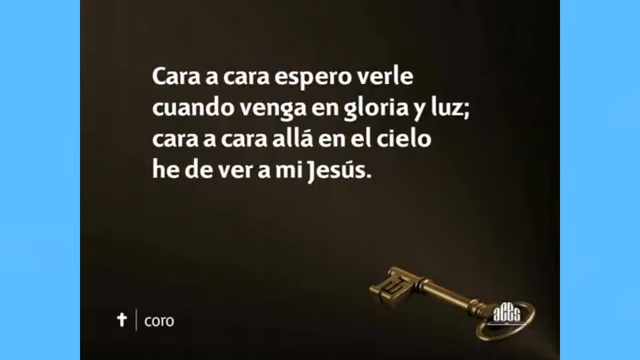 Cara a cara espero verle
cuando venga en gloria y luz;
cara a cara allá en el cielo
he de ver a mi Jesús.
coro